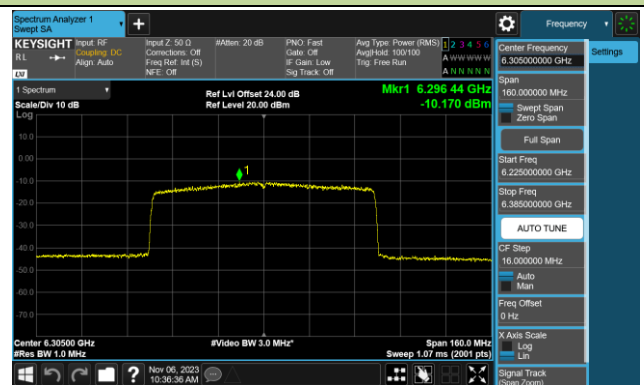 Spectrum Analyzer 1
Swept SA
Frequency
KEYSIGHT Input: RF
RL Coupling: DC
Align: Auto
LXI
Input Z: 50 Ω
Corrections: Off
Freq Ref: Int (S)
NFE: Off
#Atten: 20 dB
PNO: Fast
Gate: Off
IF Gain: Low
Sig Track: Off
Avg Type: Power (RMS)
Avg|Hold: 100/100
Trig: Free Run
1 2 3 4 5 6
A W W W W W
A N N N N N
Settings
Center Frequency
6.305000000 GHz
Span
160.000000 MHz
Swept Span
Zero Span
Full Span
Start Freq
6.225000000 GHz
Stop Freq
6.385000000 GHz
AUTO TUNE
CF Step
16.000000 MHz
Auto
Man
Freq Offset
0 Hz
X Axis Scale
Log
Lin
Signal Track
(Span Zoom)
1 Spectrum
Scale/Div 10 dB
Log
Ref Lvl Offset 24.00 dB
Ref Level 20.00 dBm
Mkr1 6.296 44 GHz
-10.170 dBm
1
10.0
0.00
-10.0
-20.0
-30.0
-40.0
-50.0
-60.0
-70.0
Center 6.30500 GHz
#Res BW 1.0 MHz
#Video BW 3.0 MHz*
Span 160.0 MHz
Sweep 1.07 ms (2001 pts)
?
Nov 06, 2023
10:36:36 AM